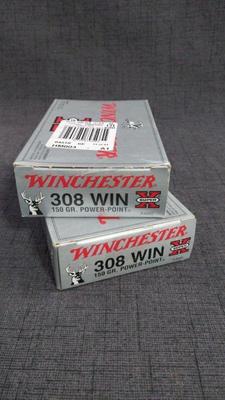 WINCHESTER
308 WIN
SUPER
X
150 GR. POWER-POINT®
WINCHESTER
308 WIN
SUPER
X
150 GR. POWER-POINT®